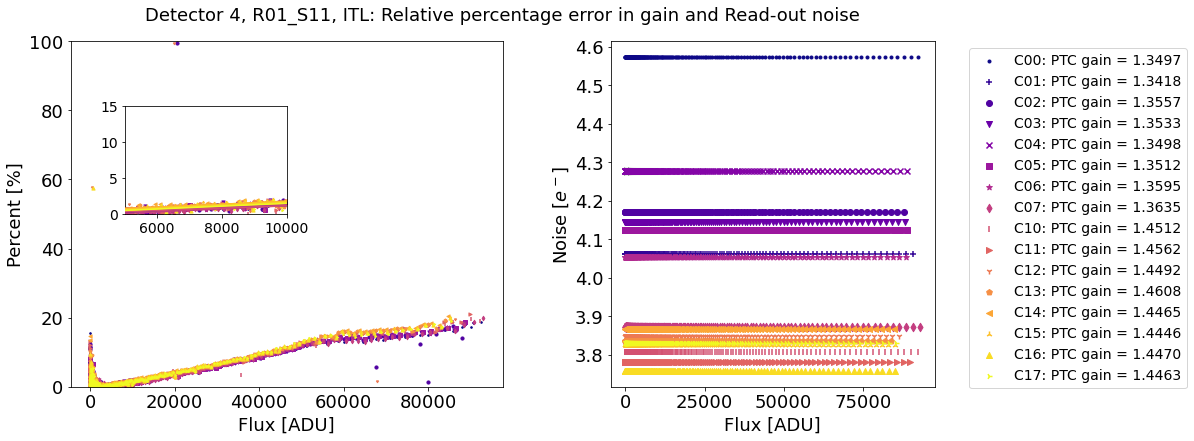 Detector 4, R01_S11, ITL: Relative percentage error in gain and Read-out noise
Percent [%]
100
80
60
40
20
0
15
10
5
0
6000 8000 10000
0 20000 40000 60000 80000
Flux [ADU]
Noise [e⁻]
4.6
4.5
4.4
4.3
4.2
4.1
4.0
3.9
3.8
0 25000 50000 75000
Flux [ADU]
C00: PTC gain = 1.3497
C01: PTC gain = 1.3418
C02: PTC gain = 1.3557
C03: PTC gain = 1.3533
C04: PTC gain = 1.3498
C05: PTC gain = 1.3512
C06: PTC gain = 1.3595
C07: PTC gain = 1.3635
C10: PTC gain = 1.4512
C11: PTC gain = 1.4562
C12: PTC gain = 1.4492
C13: PTC gain = 1.4608
C14: PTC gain = 1.4465
C15: PTC gain = 1.4446
C16: PTC gain = 1.4470
C17: PTC gain = 1.4463